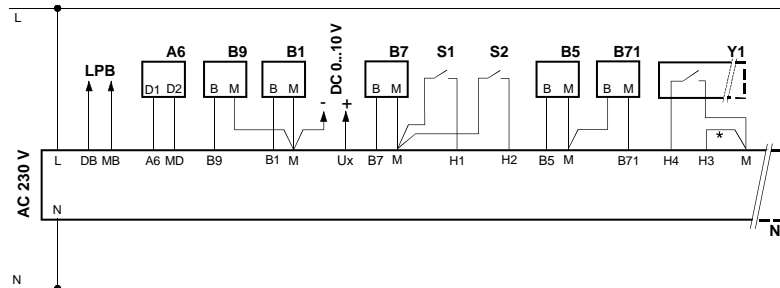 L
A6 B9 B1 DC 0...10 V B7 S1 S2 B5 B71 Y1
LPB
D1 D2 B M B M - + B M B M B M
*
AC 230 V
L DB MB A6 MD B9 B1 M Ux B7 M H1 H2 B5 M B71 H4 H3 M
N
N
N